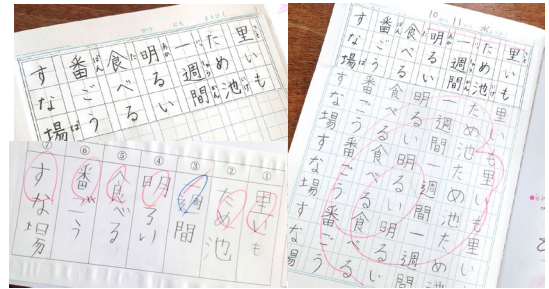 里いも
ため池
一週間
明るい
食べる
番ごう
すな場
①里いも
②ため池
③週間
④明るい
⑤食べる
⑥番ごう
⑦すな場
10 11 水
里いも里いも里いも
ため池ため池ため池
一週間一週間一週間
明るい明るい明るい
食べる食べる食べる
番ごう番ごう番ごう
すな場すな場すな場